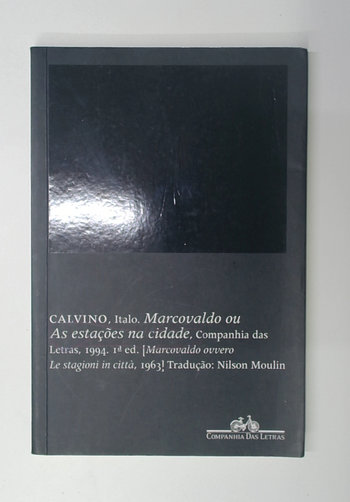 CALVINO, Italo. Marcovaldo ou
As estações na cidade, Companhia das
Letras, 1994. 1ª ed. [Marcovaldo ovvero
Le stagioni in città, 1963] Tradução: Nilson Moulin
COMPANHIA DAS LETRAS